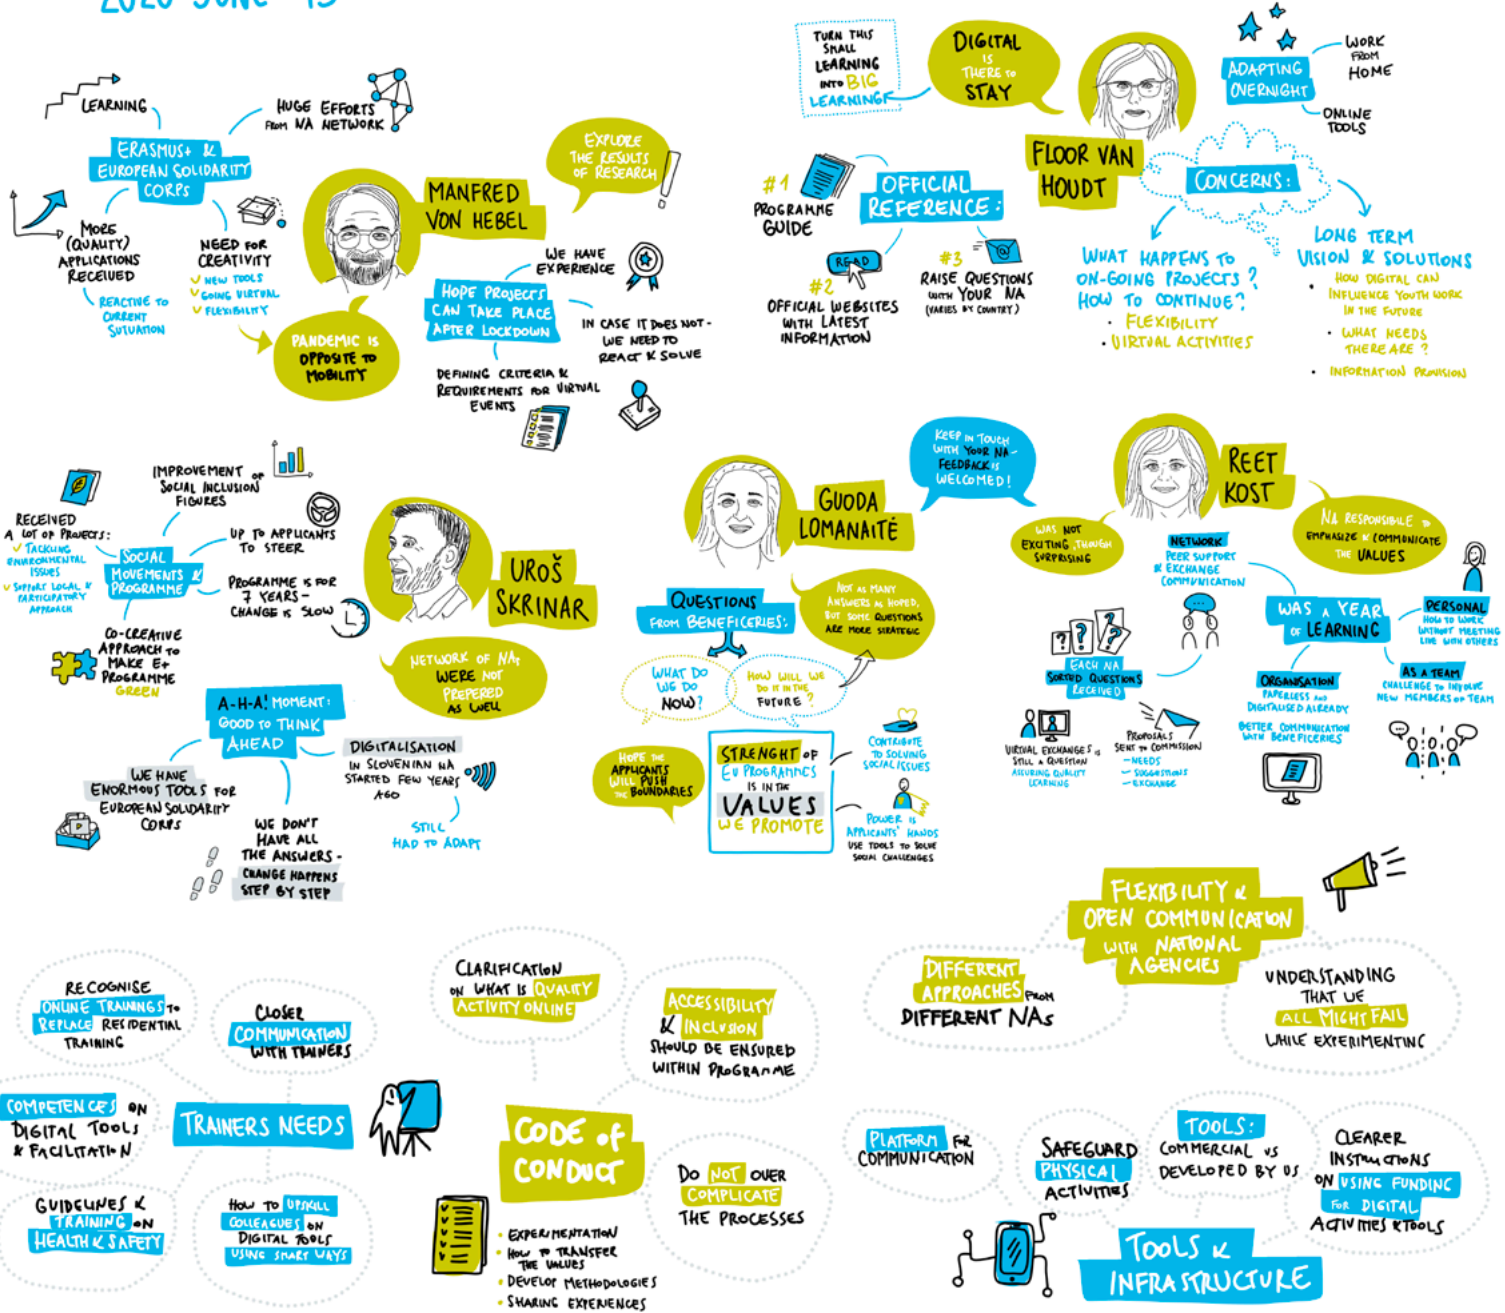 2020 JUNE 15
LEARNING
HUGE EFFORTS
FROM NA NETWORK
ERASMUS+ &
EUROPEAN SOLIDARITY
CORPS
MORE
(QUALITY)
APPLICATIONS
RECEIVED
REACTIVE TO
CURRENT
SUTUATION
NEED FOR
CREATIVITY
NEW TOOLS
GOING VIRTUAL
FLEXIBILITY
PANDEMIC IS
OPPOSITE TO
MOBILITY
MANFRED
VON HEBEL
EXPLORE
THE RESULTS
OF RESEARCH
WE HAVE
EXPERIENCE
HOPE PROJECTS
CAN TAKE PLACE
AFTER LOCKDOWN
IN CASE IT DOES NOT -
WE NEED TO
REACT & SOLVE
DEFINING CRITERIA &
REQUIREMENTS FOR VIRTUAL
EVENTS
TURN THIS
SMALL
LEARNING
INTO BIG
LEARNING
DIGITAL
IS
THERE TO
STAY
FLOOR VAN
HOUDT
ADAPTING
OVERNIGHT
WORK
FROM
HOME
ONLINE
TOOLS
OFFICIAL
REFERENCE:
#1
PROGRAMME
GUIDE
READ
#2
OFFICIAL WEBSITES
WITH LATEST
INFORMATION
@
#3
RAISE QUESTIONS
WITH YOUR NA
(VARIES BY COUNTRY)
CONCERNS:
WHAT HAPPENS TO
ON-GOING PROJECTS?
HOW TO CONTINUE?
• FLEXIBILITY
• VIRTUAL ACTIVITIES
LONG TERM
VISION & SOLUTIONS
• HOW DIGITAL CAN
INFLUENCE YOUTH WORK
IN THE FUTURE
• WHAT NEEDS
THERE ARE?
• INFORMATION PROVISION
IMPROVEMENT OF
SOCIAL INCLUSION
FIGURES
RECEIVED
A LOT OF PROJECTS:
TACKLING
ENVIRONMENTAL
ISSUES
SUPPORT LOCAL &
PARTICIPATORY
APPROACH
SOCIAL
MOVEMENTS &
PROGRAMME
UP TO APPLICANTS
TO STEER
PROGRAMME IS FOR
7 YEARS -
CHANGE IS SLOW
CO-CREATIVE
APPROACH TO
MAKE E+
PROGRAMME
GREEN
UROŠ
SKRINAR
NETWORK OF NAs
WERE NOT
PREPERED
AS WELL
A-H-A! MOMENT:
GOOD TO THINK
AHEAD
WE HAVE
ENORMOUS TOOLS FOR
EUROPEAN SOLIDARITY
CORPS
WE DON'T
HAVE ALL
THE ANSWERS -
CHANGE HAPPENS
STEP BY STEP
DIGITALISATION
IN SLOVENIAN NA
STARTED FEW YEARS
AGO
STILL
HAD TO ADAPT
GUODA
LOMANAITĖ
QUESTIONS
FROM BENEFICERIES:
WHAT DO
WE DO
NOW?
HOW WILL WE
DO IT IN THE
FUTURE?
NOT AS MANY
ANSWERS AS HOPED,
BUT SOME QUESTIONS
ARE MORE STRATEGIC
HOPE THE
APPLICANTS
WILL PUSH
THE BOUNDARIES
STRENGHT OF
EU PROGRAMMES
IS IN THE
VALUES
WE PROMOTE
CONTRIBUTE
TO SOLVING
SOCIAL ISSUES
POWER IS
APPLICANTS' HANDS
USE TOOLS TO SOLVE
SOCIAL CHALLENGES
KEEP IN TOUCH
WITH YOUR NA -
FEEDBACK IS
WELCOMED!
REET
KOST
WAS NOT
EXCITING, THOUGH
SURPRISING
NA RESPONSIBLE TO
EMPHASIZE & COMMUNICATE
THE VALUES
NETWORK
PEER SUPPORT
& EXCHANGE
COMMUNICATION
? ? ?
EACH NA
SORTED QUESTIONS
RECEIVED
VIRTUAL EXCHANGES IS
STILL A QUESTION
ASSURING QUALITY
LEARNING
PROPOSALS
SENT TO COMMISSION
— NEEDS
— SUGGESTIONS
— EXCHANGE
WAS A YEAR
OF LEARNING
PERSONAL
HOW TO WORK
WITHOUT MEETING
LIVE WITH OTHERS
ORGANISATION
PAPERLESS AND
DIGITALISED ALREADY
BETTER COMMUNICATION
WITH BENEFICERIES
AS A TEAM
CHALLENGE TO INVOLVE
NEW MEMBERS OF TEAM
RECOGNISE
ONLINE TRAININGS TO
REPLACE RESIDENTIAL
TRAINING
CLOSER
COMMUNICATION
WITH TRAINERS
COMPETENCES ON
DIGITAL TOOLS
& FACILITATION
TRAINERS NEEDS
GUIDELINES &
TRAINING ON
HEALTH & SAFETY
HOW TO UPSKILL
COLLEAGUES ON
DIGITAL TOOLS
USING SMART WAYS
CLARIFICATION
ON WHAT IS QUALITY
ACTIVITY ONLINE
ACCESSIBILITY
& INCLUSION
SHOULD BE ENSURED
WITHIN PROGRAMME
CODE OF
CONDUCT
DO NOT OVER
COMPLICATE
THE PROCESSES
• EXPERIMENTATION
• HOW TO TRANSFER
THE VALUES
• DEVELOP METHODOLOGIES
• SHARING EXPERIENCES
FLEXIBILITY &
OPEN COMMUNICATION
WITH NATIONAL
AGENCIES
DIFFERENT
APPROACHES FROM
DIFFERENT NAs
UNDERSTANDING
THAT WE
ALL MIGHT FAIL
WHILE EXPERIMENTING
PLATFORM FOR
COMMUNICATION
SAFEGUARD
PHYSICAL
ACTIVITIES
TOOLS:
COMMERCIAL VS
DEVELOPED BY US
CLEARER
INSTRUCTIONS
ON USING FUNDING
FOR DIGITAL
ACTIVITIES & TOOLS
TOOLS &
INFRASTRUCTURE